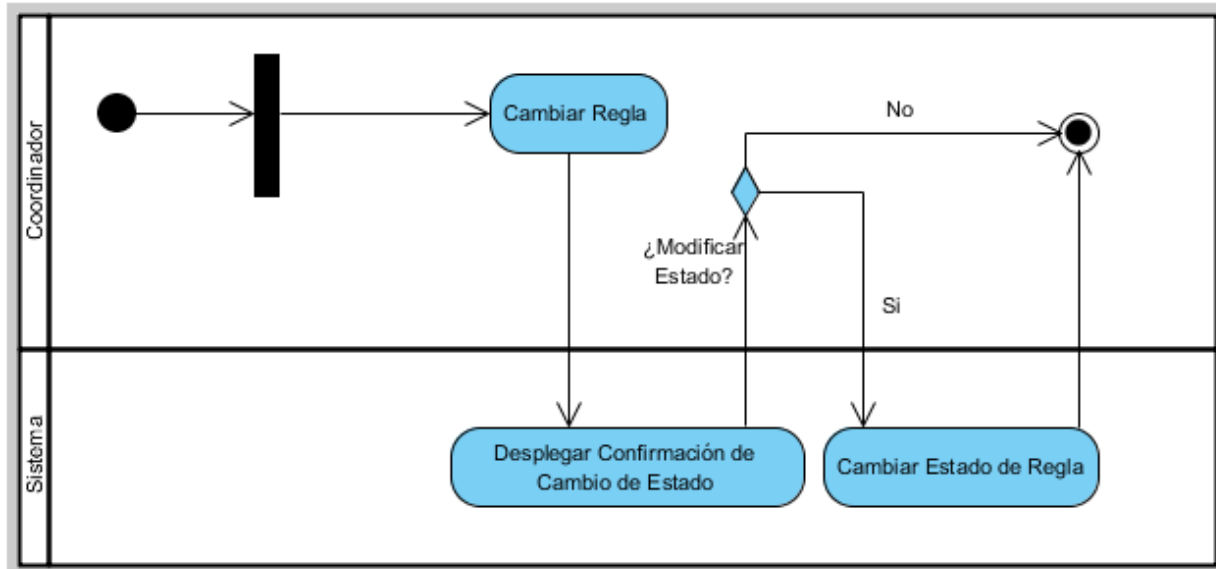 Coordinador
Cambiar Regla
No
¿Modificar
Estado?
Si
Sistema
Desplegar Confirmación de
Cambio de Estado
Cambiar Estado de Regla